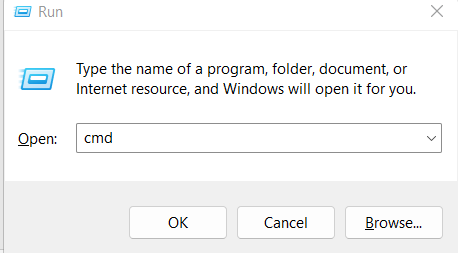 Run
Type the name of a program, folder, document, or
Internet resource, and Windows will open it for you.
Open: cmd
OK Cancel Browse...